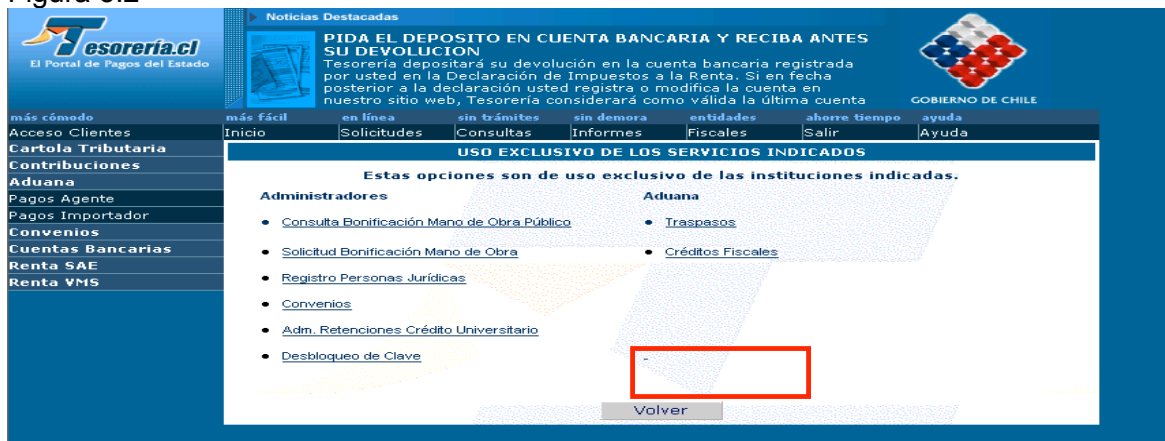 Noticias Destacadas
Tesorería.cl
El Portal de Pagos del Estado
PIDA EL DEPOSITO EN CUENTA BANCARIA Y RECIBA ANTES
SU DEVOLUCION
Tesorería depositará su devolución en la cuenta bancaria registrada
por usted en la Declaración de Impuestos a la Renta. Si en fecha
posterior a la declaración usted registra o modifica la cuenta en
nuestro sitio web, Tesorería considerará como válida la última cuenta
GOBIERNO DE CHILE
más cómodo más fácil en línea sin trámites sin demora entidades ahorre tiempo ayuda
Acceso Clientes Inicio Solicitudes Consultas Informes Fiscales Salir Ayuda
Cartola Tributaria
Contribuciones
Aduana
Pagos Agente
Pagos Importador
Convenios
Cuentas Bancarias
Renta SAE
Renta VMS
USO EXCLUSIVO DE LOS SERVICIOS INDICADOS
Estas opciones son de uso exclusivo de las instituciones indicadas.
Administradores
Consulta Bonificación Mano de Obra Público
Solicitud Bonificación Mano de Obra
Registro Personas Jurídicas
Convenios
Adm. Retenciones Crédito Universitario
Desbloqueo de Clave
Aduana
Traspasos
Créditos Fiscales
-
Volver